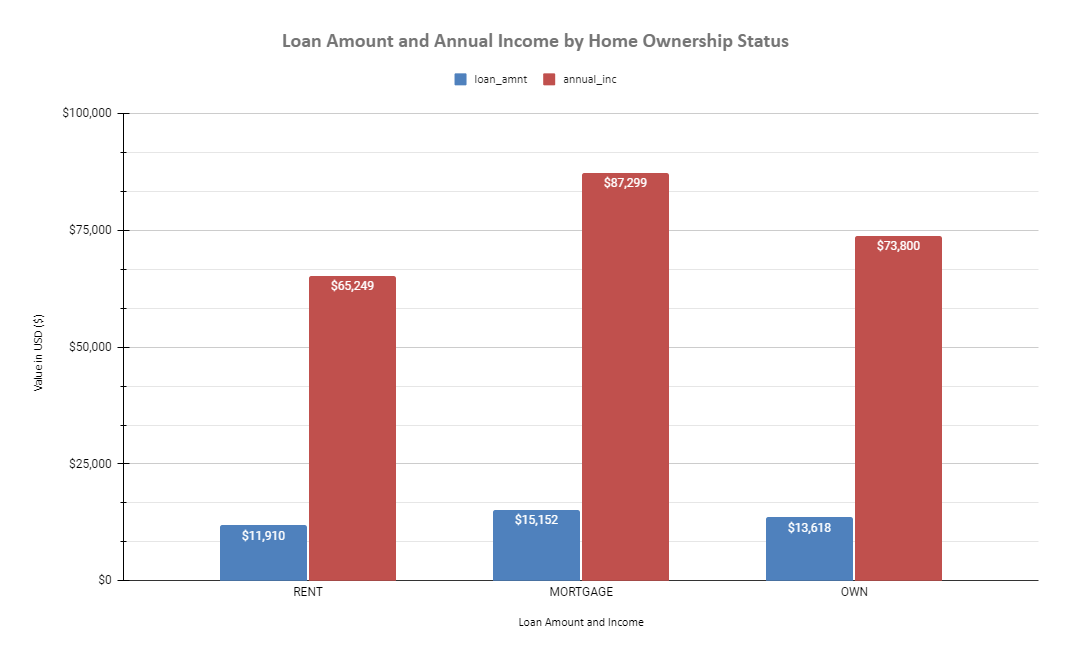 Loan Amount and Annual Income by Home Ownership Status
loan_amnt annual_inc
$100,000
$75,000
$50,000
$25,000
$0
Value in USD ($)
$11,910
$65,249
$15,152
$87,299
$13,618
$73,800
RENT MORTGAGE OWN
Loan Amount and Income